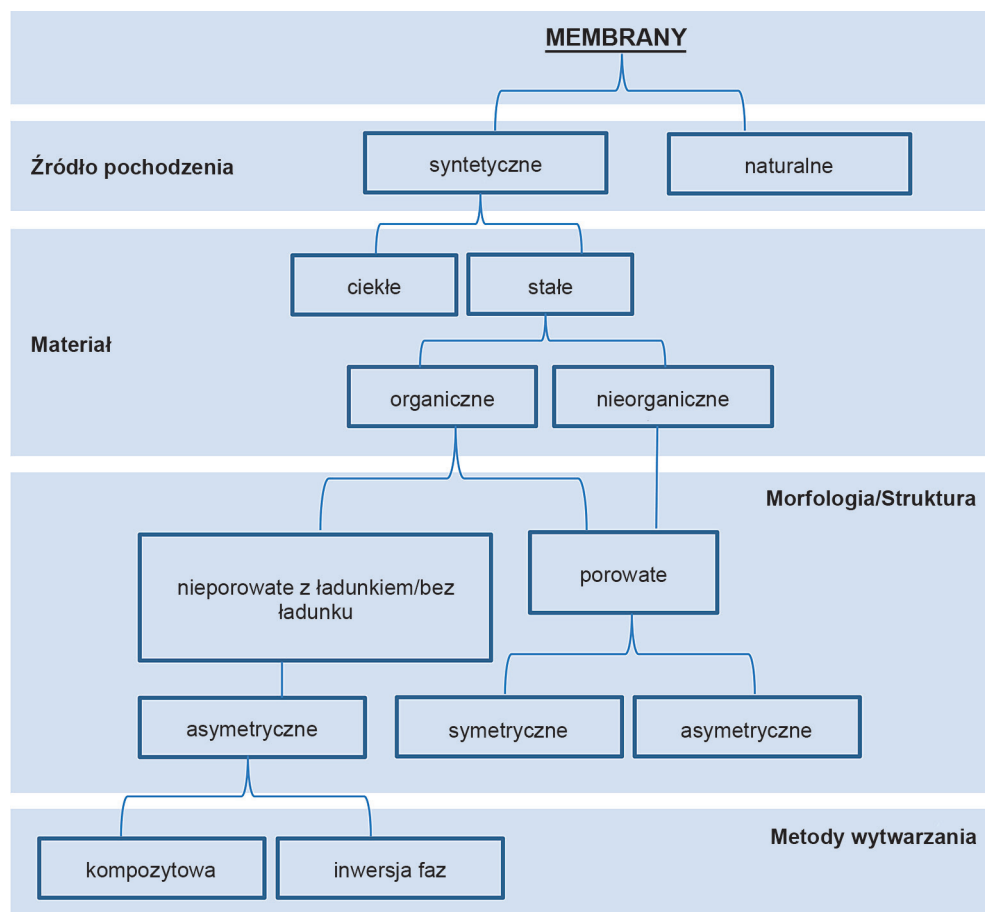 MEMBRANY
Źródło pochodzenia
syntetyczne
naturalne
ciekłe
stałe
Materiał
organiczne
nieorganiczne
Morfologia/Struktura
nieporowate z ładunkiem/bez
ładunku
porowate
asymetryczne
symetryczne
asymetryczne
Metody wytwarzania
kompozytowa
inwersja faz